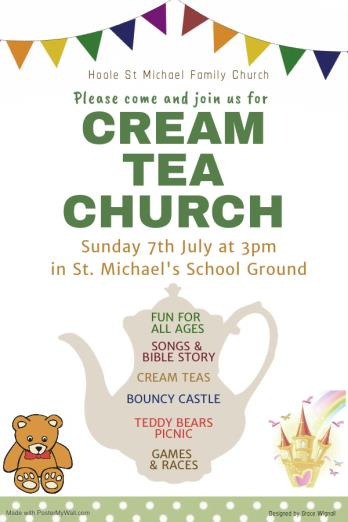 Hoole St Michael Family Church
Please come and join us for
CREAM
TEA
CHURCH
Sunday 7th July at 3pm
in St. Michael's School Ground
FUN FOR
ALL AGES
SONGS &
BIBLE STORY
CREAM TEAS
BOUNCY CASTLE
TEDDY BEARS
PICNIC
GAMES
& RACES
Made with PosterMyWall.com
Designed by Grace Wignall